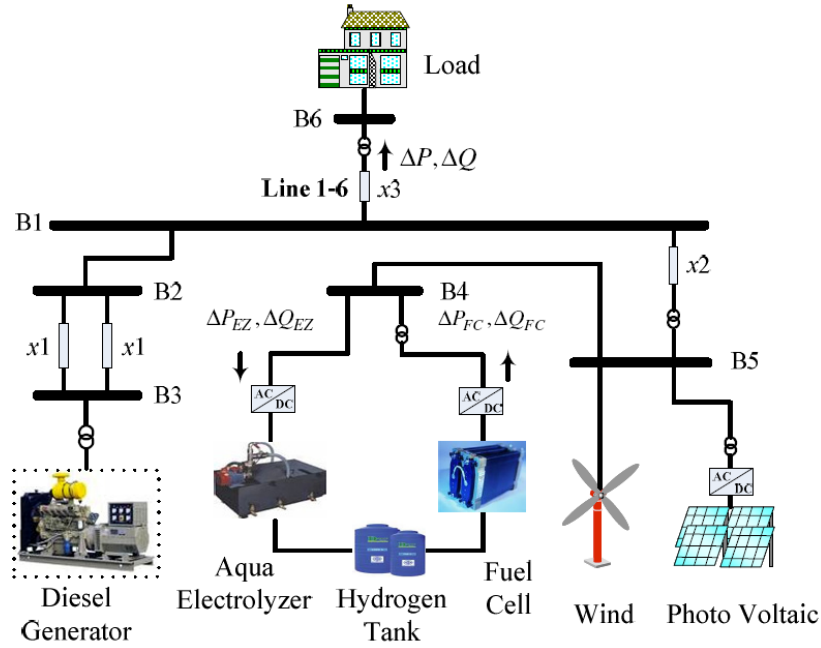 Load
B6
ΔP, ΔQ
Line 1-6
x3
B1
x2
B2
B4
ΔP_EZ, ΔQ_EZ
ΔP_FC, ΔQ_FC
x1
x1
B5
B3
AC
DC
AC
DC
AC
DC
Diesel
Generator
Aqua
Electrolyzer
Hydrogen
Tank
Fuel
Cell
Wind
Photo Voltaic